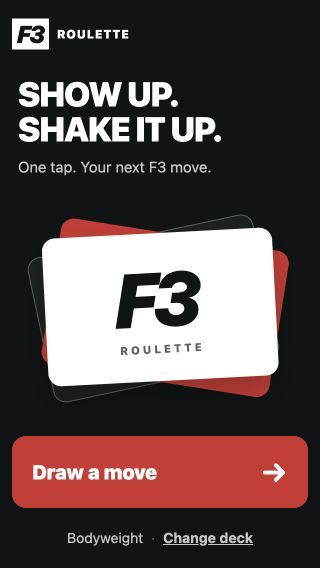 F3 ROULETTE
SHOW UP.
SHAKE IT UP.
One tap. Your next F3 move.
F3
ROULETTE
Draw a move
Bodyweight · Change deck